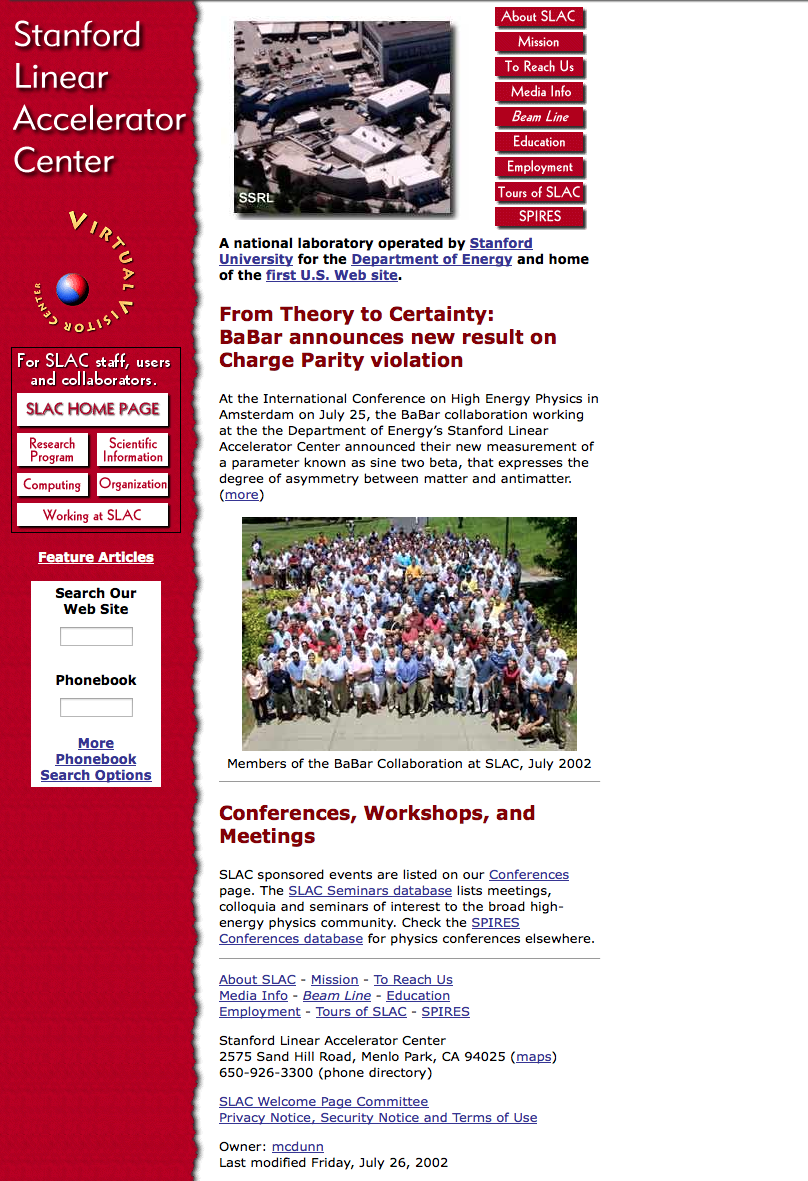 Stanford
Linear
Accelerator
Center
VIRTUAL VISITOR CENTER
For SLAC staff, users
and collaborators.
SLAC HOME PAGE
Research
Program
Scientific
Information
Computing
Organization
Working at SLAC
Feature Articles
Search Our
Web Site
Phonebook
More
Phonebook
Search Options
SSRL
About SLAC
Mission
To Reach Us
Media Info
Beam Line
Education
Employment
Tours of SLAC
SPIRES
A national laboratory operated by Stanford
University for the Department of Energy and home
of the first U.S. Web site.
From Theory to Certainty:
BaBar announces new result on
Charge Parity violation
At the International Conference on High Energy Physics in
Amsterdam on July 25, the BaBar collaboration working
at the the Department of Energy’s Stanford Linear
Accelerator Center announced their new measurement of
a parameter known as sine two beta, that expresses the
degree of asymmetry between matter and antimatter.
(more)
Members of the BaBar Collaboration at SLAC, July 2002
Conferences, Workshops, and
Meetings
SLAC sponsored events are listed on our Conferences
page. The SLAC Seminars database lists meetings,
colloquia and seminars of interest to the broad high-
energy physics community. Check the SPIRES
Conferences database for physics conferences elsewhere.
About SLAC - Mission - To Reach Us
Media Info - Beam Line - Education
Employment - Tours of SLAC - SPIRES
Stanford Linear Accelerator Center
2575 Sand Hill Road, Menlo Park, CA 94025 (maps)
650-926-3300 (phone directory)
SLAC Welcome Page Committee
Privacy Notice, Security Notice and Terms of Use
Owner: mcdunn
Last modified Friday, July 26, 2002